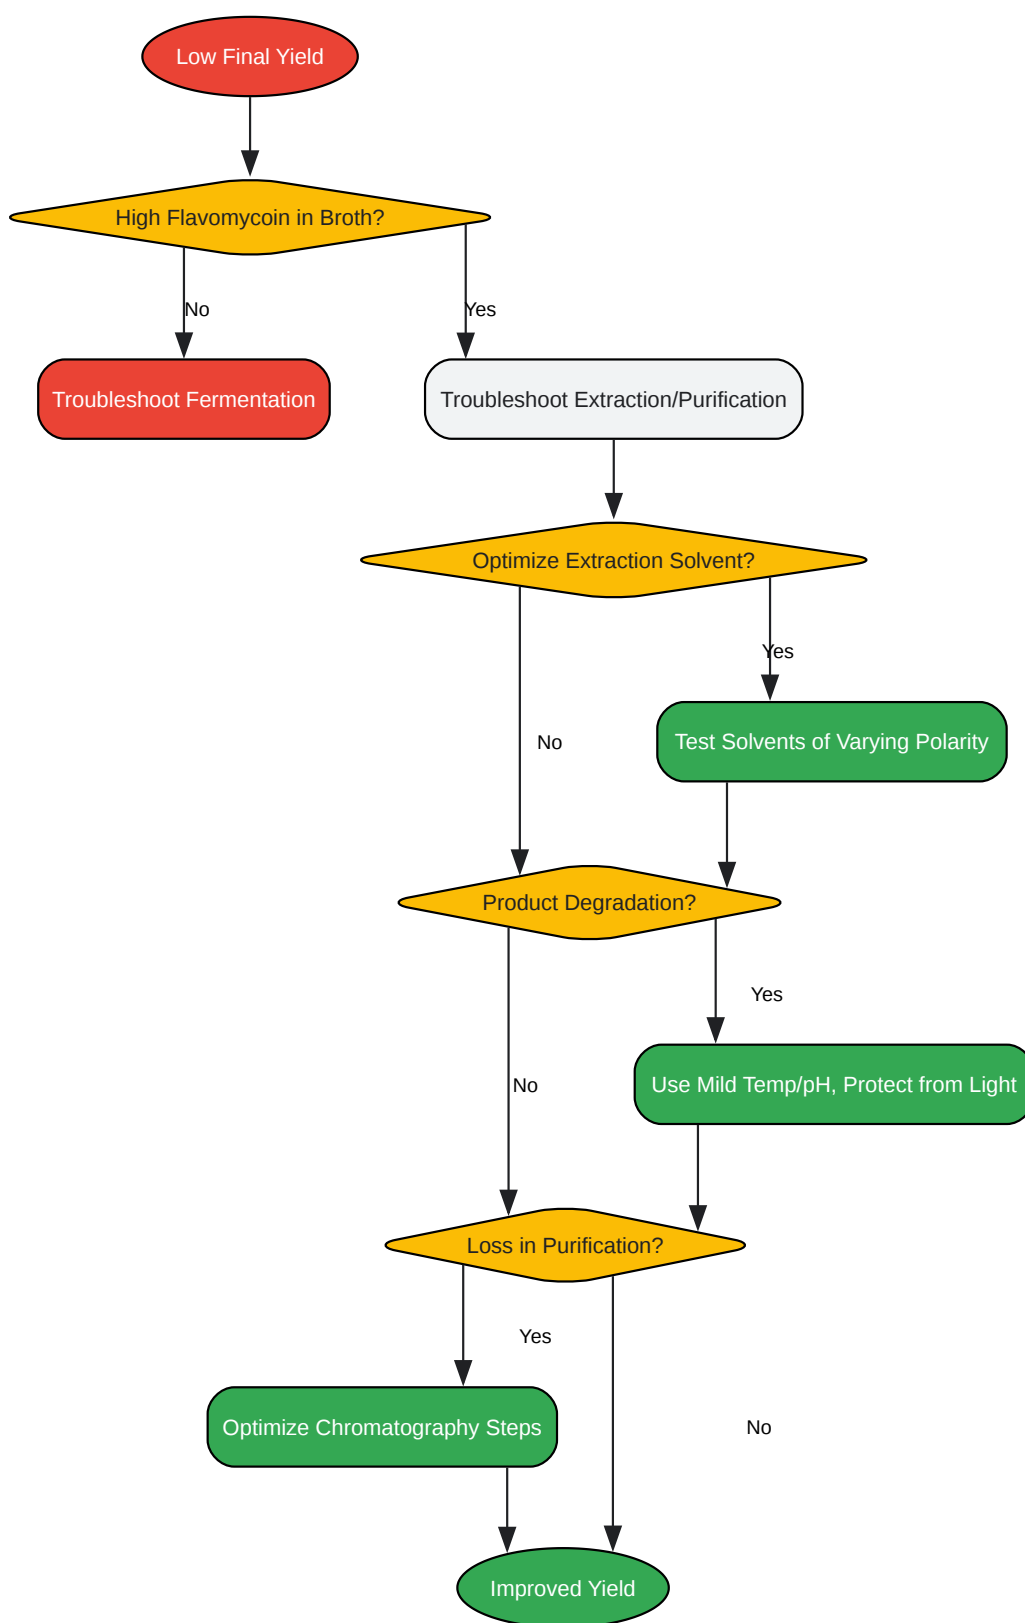 Low Final Yield
High Flavomycoin in Broth?
No
Yes
Troubleshoot Fermentation
Troubleshoot Extraction/Purification
Optimize Extraction Solvent?
Yes
No
Test Solvents of Varying Polarity
Product Degradation?
Yes
No
Use Mild Temp/pH, Protect from Light
Loss in Purification?
Yes
No
Optimize Chromatography Steps
Improved Yield